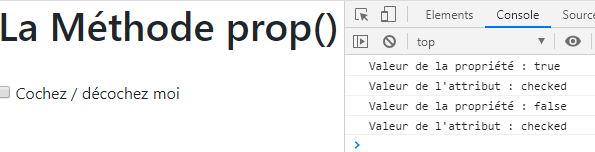 La Méthode prop()
Cochez / décochez moi
Elements Console Source
top
Valeur de la propriété : true
Valeur de l'attribut : checked
Valeur de la propriété : false
Valeur de l'attribut : checked